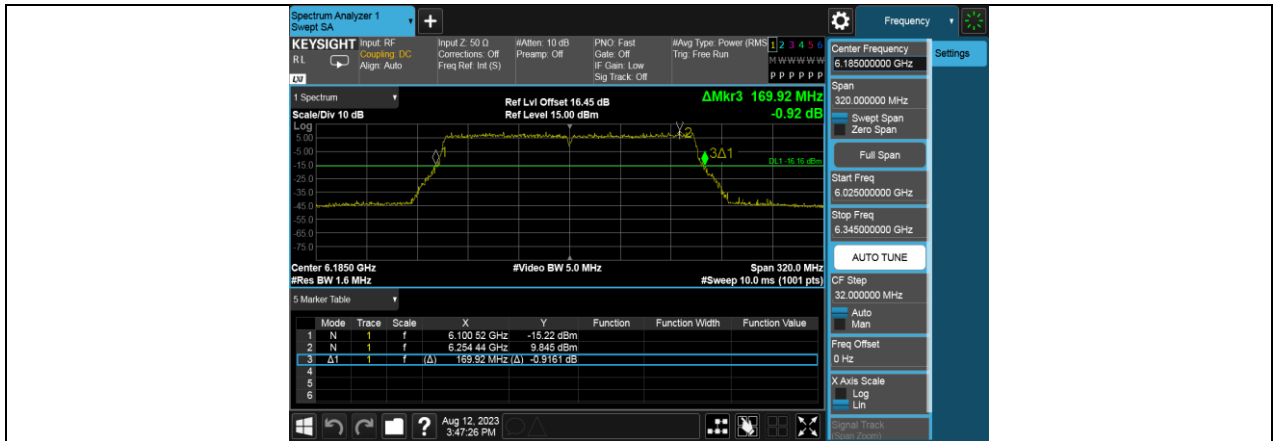 Spectrum Analyzer 1
Swept SA
Frequency
KEYSIGHT
RL
LXI
Input: RF
Coupling: DC
Align: Auto
Input Z: 50 Ω
Corrections: Off
Freq Ref: Int (S)
#Atten: 10 dB
Preamp: Off
PNO: Fast
Gate: Off
IF Gain: Low
Sig Track: Off
#Avg Type: Power (RMS
Trig: Free Run
1 2 3 4 5 6
M W W W W W
P P P P P P
1 Spectrum
Scale/Div 10 dB
Ref Lvl Offset 16.45 dB
Ref Level 15.00 dBm
ΔMkr3 169.92 MHz
-0.92 dB
Log
5.00
-5.00
-15.0
-25.0
-35.0
-45.0
-55.0
-65.0
-75.0
1
2
3Δ1
DL1 -16.16 dBm
Center 6.1850 GHz
#Video BW 5.0 MHz
Span 320.0 MHz
#Res BW 1.6 MHz
#Sweep 10.0 ms (1001 pts)
5 Marker Table
Mode Trace Scale X Y Function Function Width Function Value
1 N 1 f 6.100 52 GHz -15.22 dBm
2 N 1 f 6.254 44 GHz 9.845 dBm
3 Δ1 1 f (Δ) 169.92 MHz (Δ) -0.9161 dB
4
5
6
Aug 12, 2023
3:47:26 PM
Center Frequency
6.185000000 GHz
Settings
Span
320.000000 MHz
Swept Span
Zero Span
Full Span
Start Freq
6.025000000 GHz
Stop Freq
6.345000000 GHz
AUTO TUNE
CF Step
32.000000 MHz
Auto
Man
Freq Offset
0 Hz
X Axis Scale
Log
Lin
Signal Track
(Span Zoom)